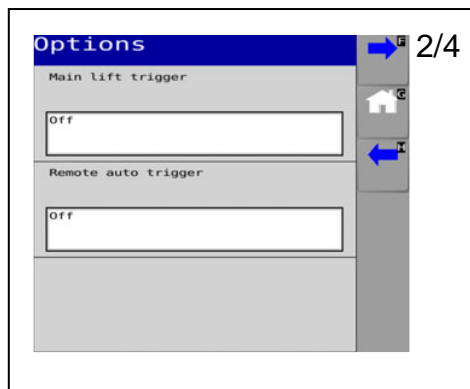 Options
F
2/4
Main lift trigger
G
Off
H
Remote auto trigger
Off